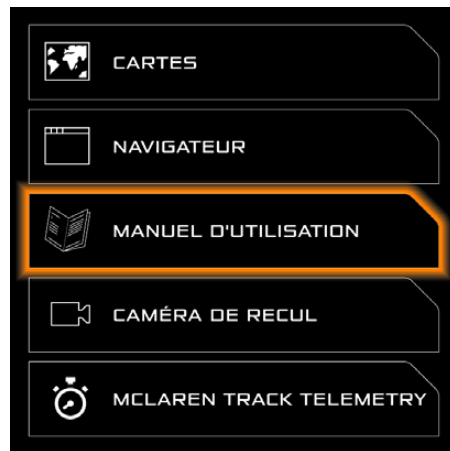 CARTES
NAVIGATEUR
MANUEL D'UTILISATION
CAMÉRA DE RECUL
MCLAREN TRACK TELEMETRY